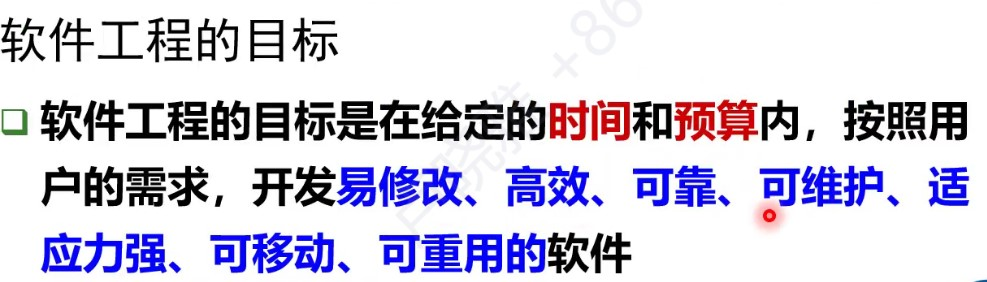 软件工程的目标
软件工程的目标是在给定的时间和预算内，按照用
户的需求，开发易修改、高效、可靠、可维护、适
应力强、可移动、可重用的软件
+86